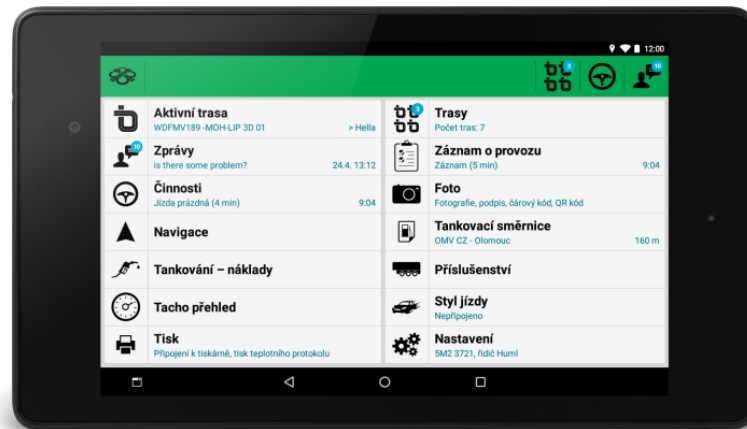 12:00
3
10
Aktivní trasa
WDFMV189 -MOH-LIP 3D 01 > Hella
10
Zprávy
is there some problem? 24.4. 13:12
Činnosti
Jízda prázdná (4 min) 9:04
Navigace
Tankování – náklady
Tacho přehled
Tisk
Připojení k tiskárně, tisk teplotního protokolu
3
Trasy
Počet tras: 7
Záznam o provozu
Záznam (5 min) 9:04
Foto
Fotografie, podpis, čárový kód, QR kód
Tankovací směrnice
OMV CZ - Olomouc 160 m
Příslušenství
Styl jízdy
Nepřipojeno
Nastavení
5M2 3721, řidič Huml